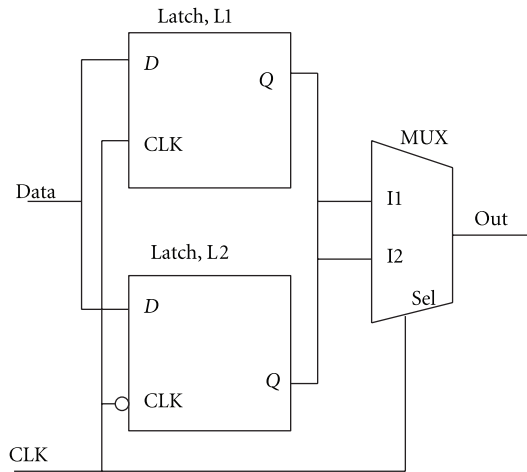 Latch, L1
D
Q
CLK
MUX
Data
I1
Out
I2
Latch, L2
Sel
D
Q
CLK
CLK